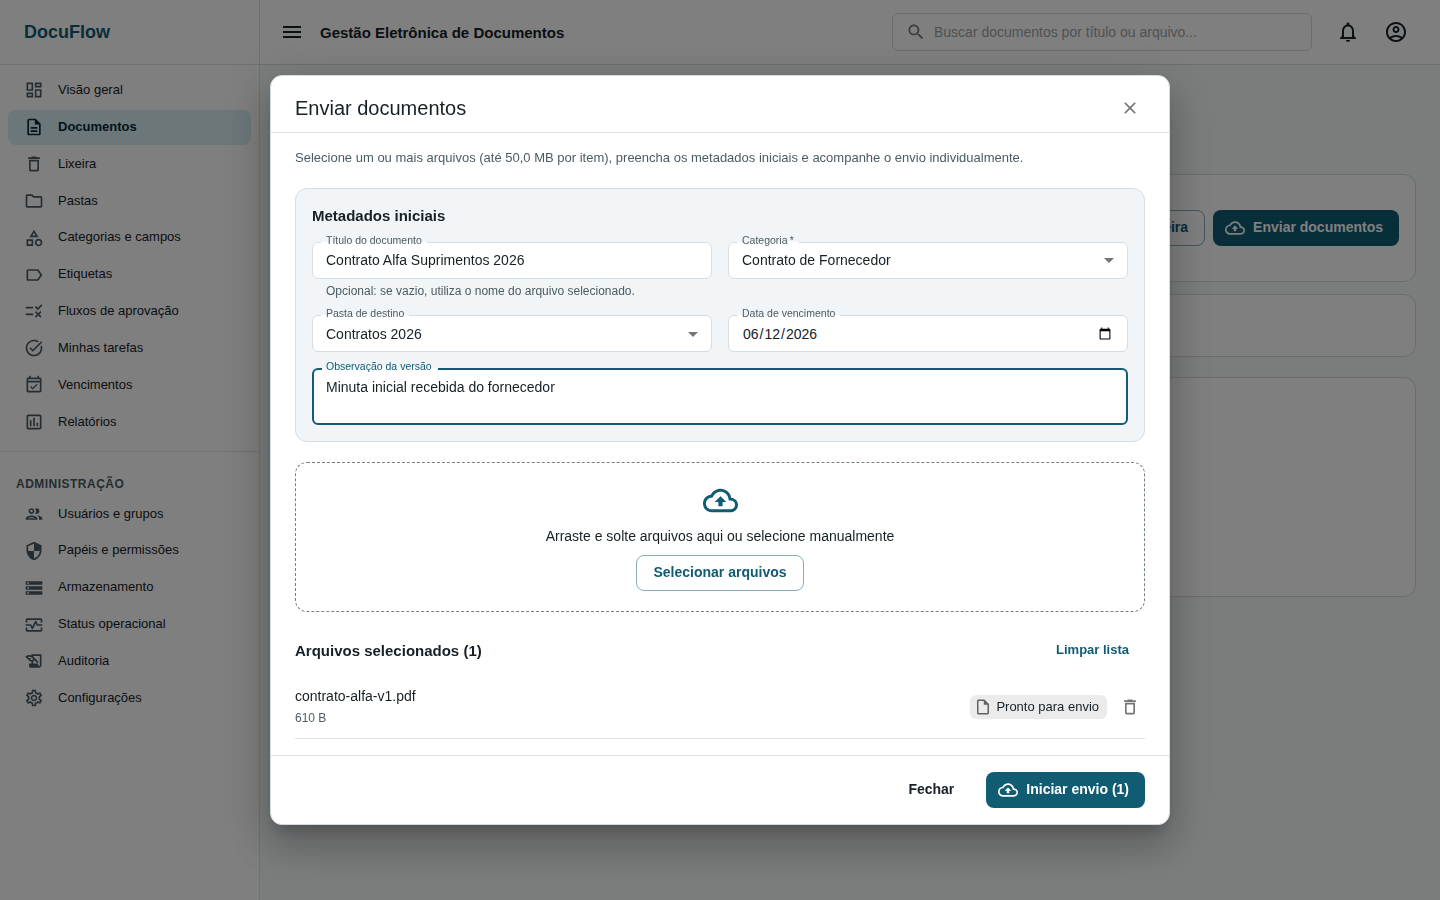 DocuFlow
Gestão Eletrônica de Documentos
Buscar documentos por título ou arquivo...
Visão geral
Documentos
Lixeira
Pastas
Categorias e campos
Etiquetas
Fluxos de aprovação
Minhas tarefas
Vencimentos
Relatórios
ADMINISTRAÇÃO
Usuários e grupos
Papéis e permissões
Armazenamento
Status operacional
Auditoria
Configurações
eira
Enviar documentos
Enviar documentos
Selecione um ou mais arquivos (até 50,0 MB por item), preencha os metadados iniciais e acompanhe o envio individualmente.
Metadados iniciais
Título do documento
Contrato Alfa Suprimentos 2026
Opcional: se vazio, utiliza o nome do arquivo selecionado.
Categoria *
Contrato de Fornecedor
Pasta de destino
Contratos 2026
Data de vencimento
06/12/2026
Observação da versão
Minuta inicial recebida do fornecedor
Arraste e solte arquivos aqui ou selecione manualmente
Selecionar arquivos
Arquivos selecionados (1)
Limpar lista
contrato-alfa-v1.pdf
610 B
Pronto para envio
Fechar
Iniciar envio (1)